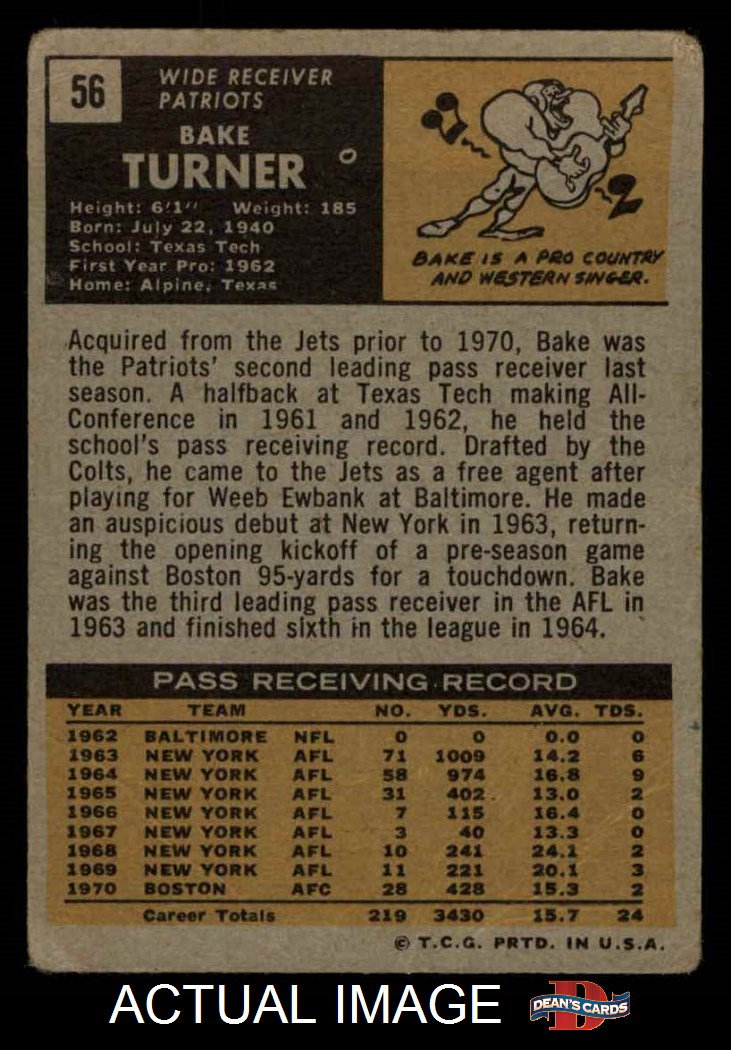 56
WIDE RECEIVER
PATRIOTS
BAKE
TURNER
Height: 6'1" Weight: 185
Born: July 22, 1940
School: Texas Tech
First Year Pro: 1962
Home: Alpine, Texas
BAKE IS A PRO COUNTRY
AND WESTERN SINGER.
Acquired from the Jets prior to 1970, Bake was
the Patriots' second leading pass receiver last
season. A halfback at Texas Tech making All-
Conference in 1961 and 1962, he held the
school's pass receiving record. Drafted by the
Colts, he came to the Jets as a free agent after
playing for Weeb Ewbank at Baltimore. He made
an auspicious debut at New York in 1963, return-
ing the opening kickoff of a pre-season game
against Boston 95-yards for a touchdown. Bake
was the third leading pass receiver in the AFL in
1963 and finished sixth in the league in 1964.
PASS RECEIVING RECORD
YEAR TEAM NO. YDS. AVG. TDS.
1962 BALTIMORE NFL 0 0 0.0 0
1963 NEW YORK AFL 71 1009 14.2 6
1964 NEW YORK AFL 58 974 16.8 9
1965 NEW YORK AFL 31 402 13.0 2
1966 NEW YORK AFL 7 115 16.4 0
1967 NEW YORK AFL 3 40 13.3 0
1968 NEW YORK AFL 10 241 24.1 2
1969 NEW YORK AFL 11 221 20.1 3
1970 BOSTON AFC 28 428 15.3 2
Career Totals 219 3430 15.7 24
© T.C.G. PRTD. IN U.S.A.
ACTUAL IMAGE
DEAN'S CARDS